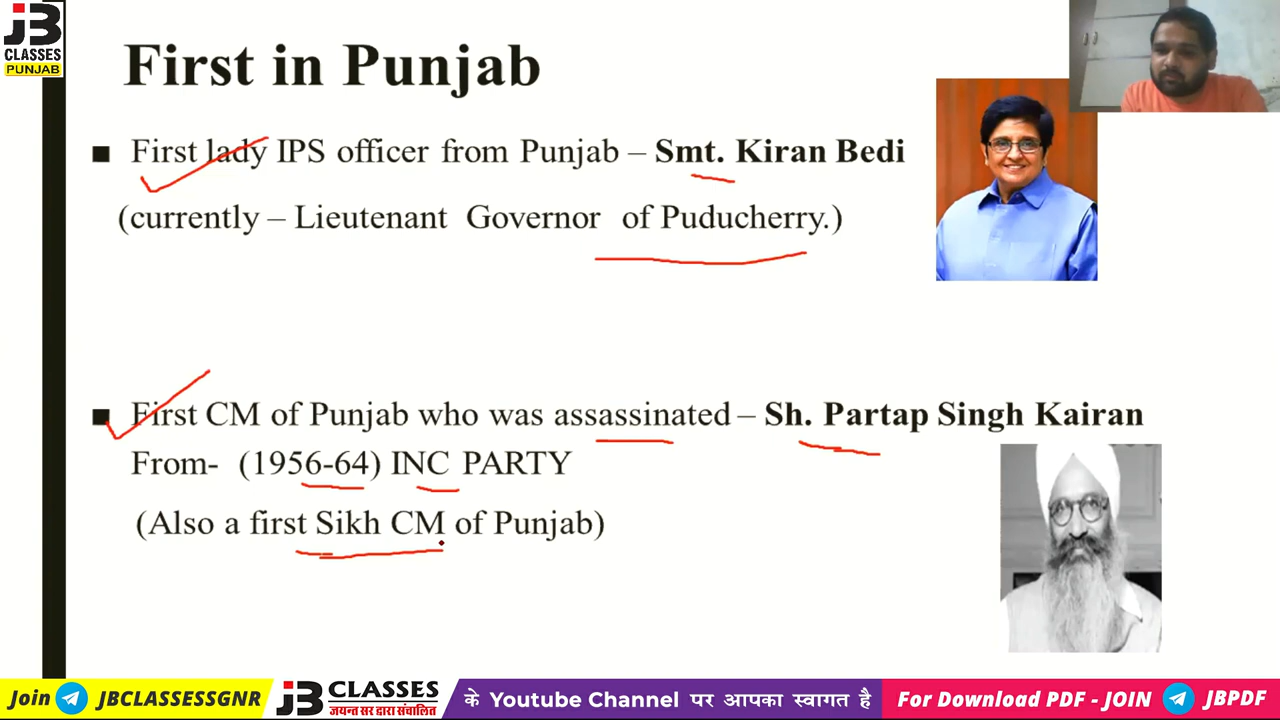 JB
CLASSES
PUNJAB
First in Punjab
■ First lady IPS officer from Punjab – Smt. Kiran Bedi
(currently – Lieutenant Governor of Puducherry.)
■ First CM of Punjab who was assassinated – Sh. Partap Singh Kairan
From- (1956-64) INC PARTY
(Also a first Sikh CM of Punjab)
Join JBCLASSESSGNR
JB CLASSES
जयन्त सर द्वारा संचालित
के Youtube Channel पर आपका स्वागत है
For Download PDF - JOIN JBPDF